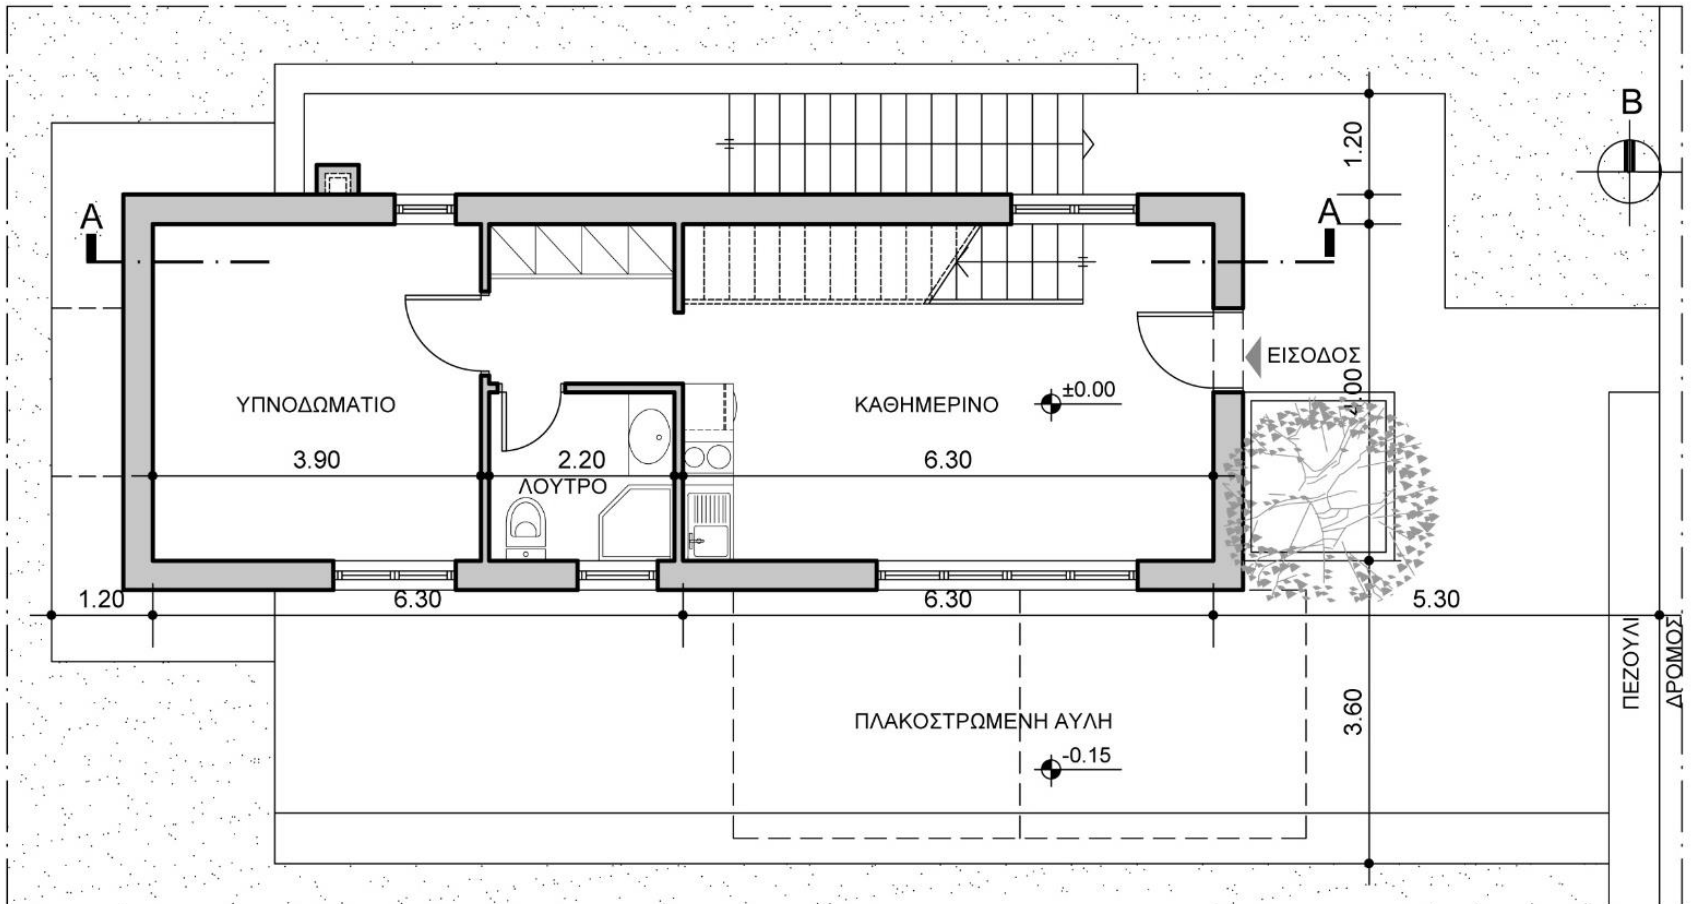 B
1.20
A
A
ΕΙΣΟΔΟΣ
±0.00
4.00
ΥΠΝΟΔΩΜΑΤΙΟ
ΚΑΘΗΜΕΡΙΝΟ
3.90
2.20
6.30
ΛΟΥΤΡΟ
1.20
6.30
6.30
5.30
ΠΕΖΟΥΛΙ
ΔΡΟΜΟΣ
3.60
ΠΛΑΚΟΣΤΡΩΜΕΝΗ ΑΥΛΗ
-0.15